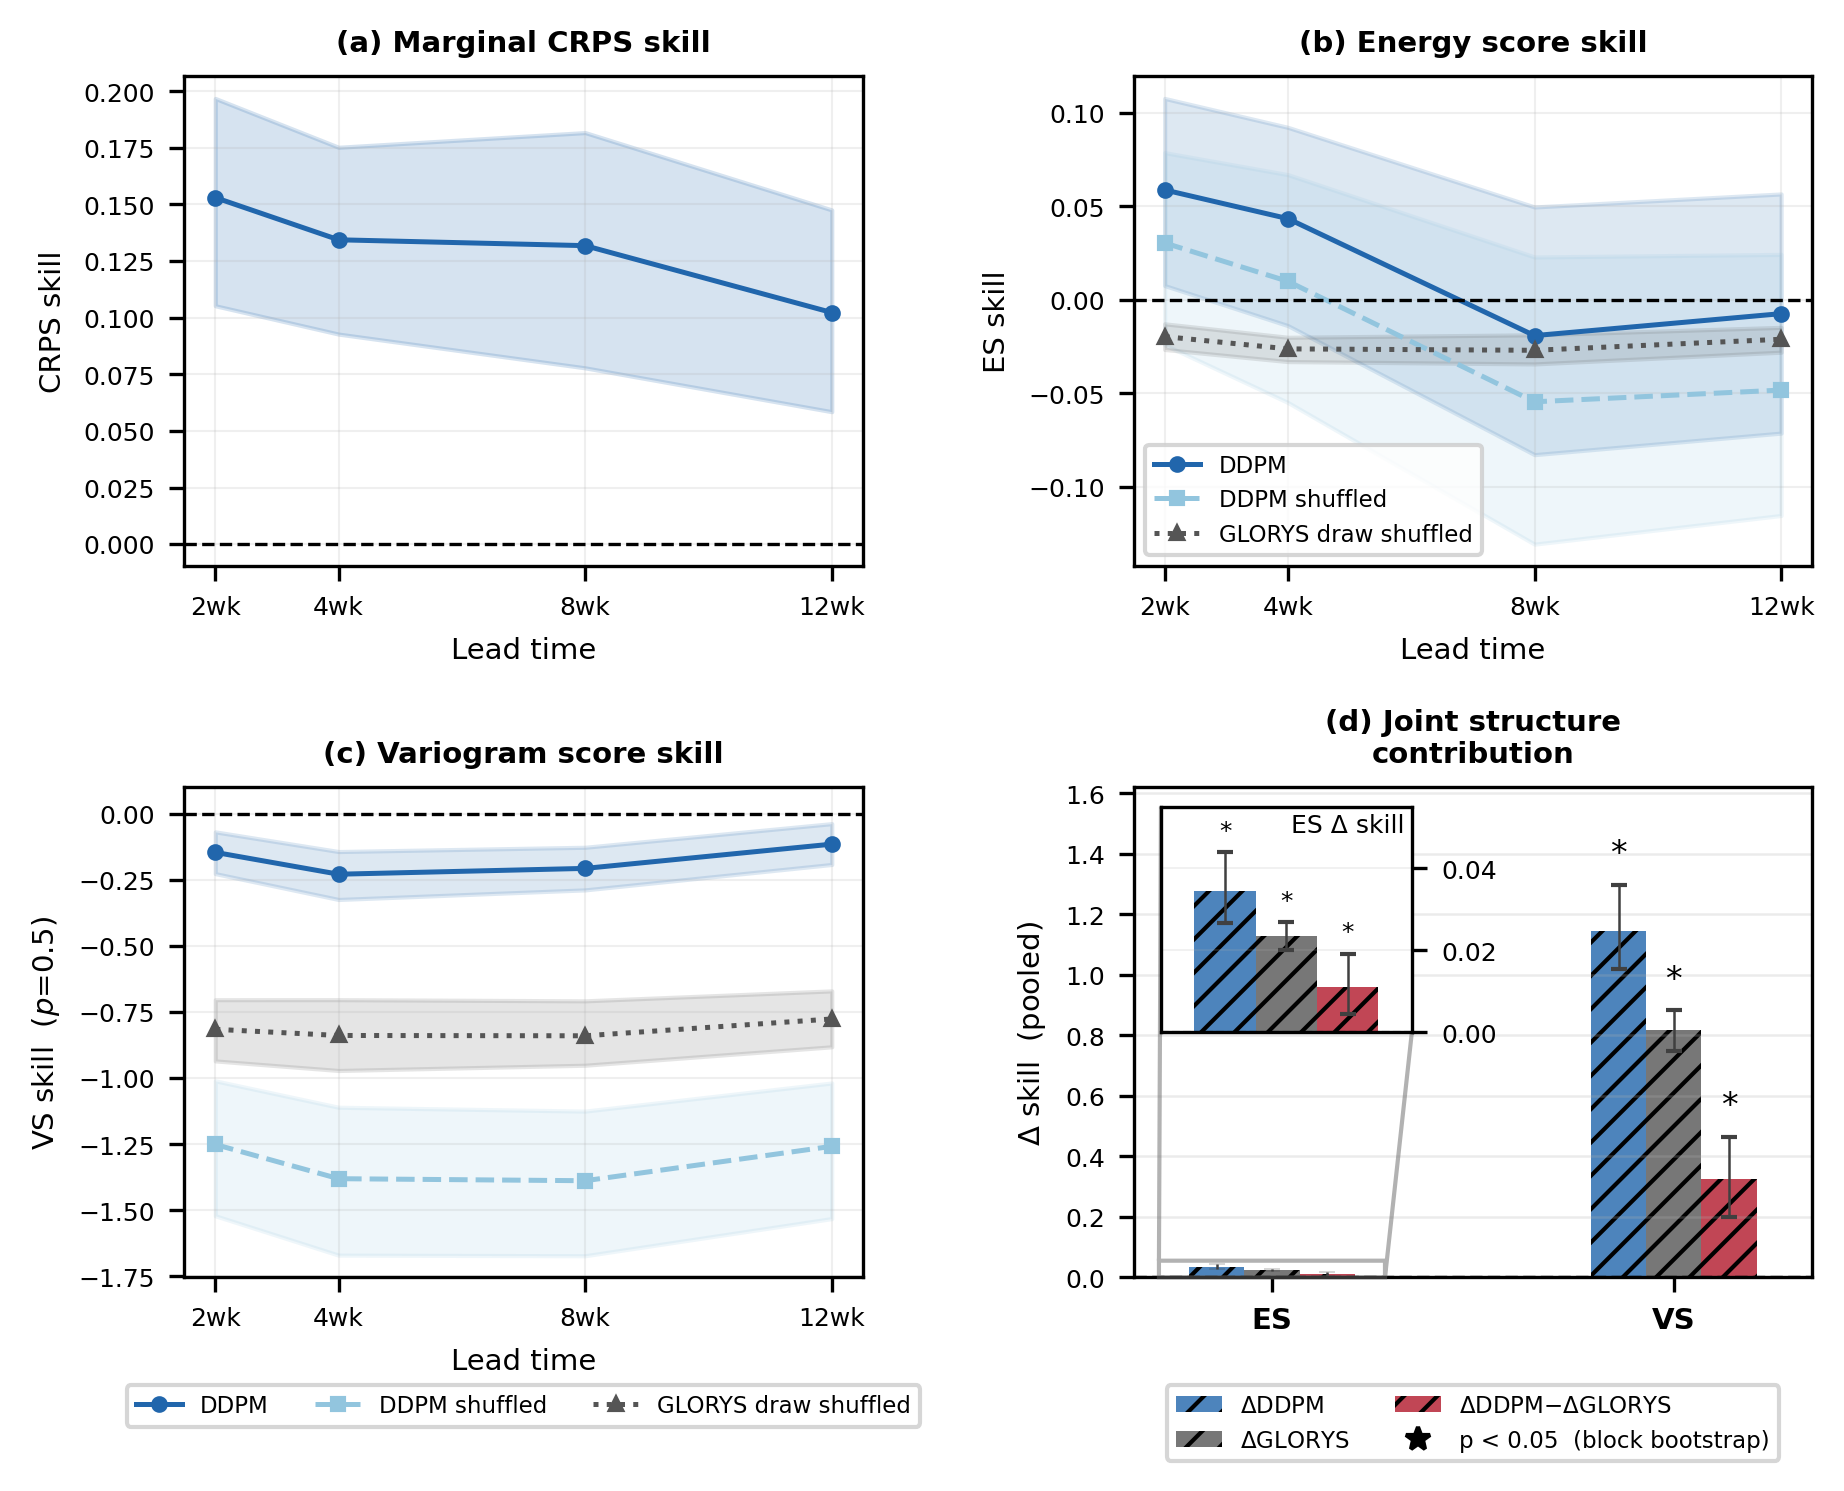 (a) Marginal CRPS skill
CRPS skill
0.200
0.175
0.150
0.125
0.100
0.075
0.050
0.025
0.000
2wk 4wk 8wk 12wk
Lead time
(b) Energy score skill
ES skill
0.10
0.05
0.00
−0.05
−0.10
DDPM
DDPM shuffled
GLORYS draw shuffled
2wk 4wk 8wk 12wk
Lead time
(c) Variogram score skill
VS skill (p=0.5)
0.00
−0.25
−0.50
−0.75
−1.00
−1.25
−1.50
−1.75
2wk 4wk 8wk 12wk
Lead time
DDPM DDPM shuffled GLORYS draw shuffled
(d) Joint structure
contribution
Δ skill (pooled)
1.6
1.4
1.2
1.0
0.8
0.6
0.4
0.2
0.0
ES Δ skill
* * *
0.04
0.02
0.00
* * *
ES VS
ΔDDPM ΔDDPM−ΔGLORYS
ΔGLORYS p < 0.05 (block bootstrap)